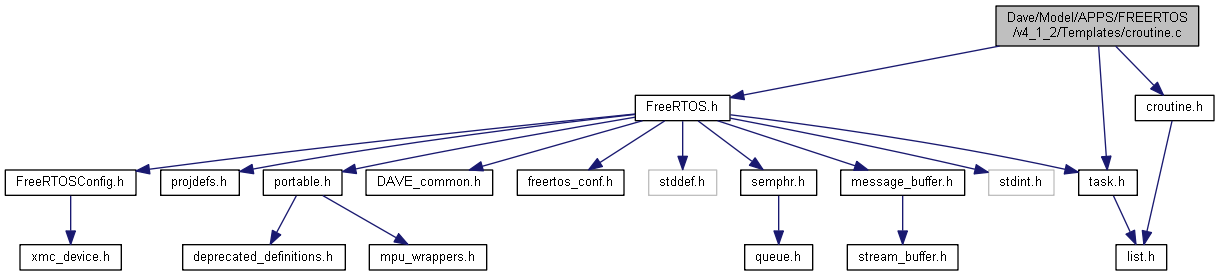 Dave/Model/APPS/FREERTOS
/v4_1_2/Templates/croutine.c
FreeRTOS.h
croutine.h
FreeRTOSConfig.h
projdefs.h
portable.h
DAVE_common.h
freertos_conf.h
stddef.h
semphr.h
message_buffer.h
stdint.h
task.h
xmc_device.h
deprecated_definitions.h
mpu_wrappers.h
queue.h
stream_buffer.h
list.h